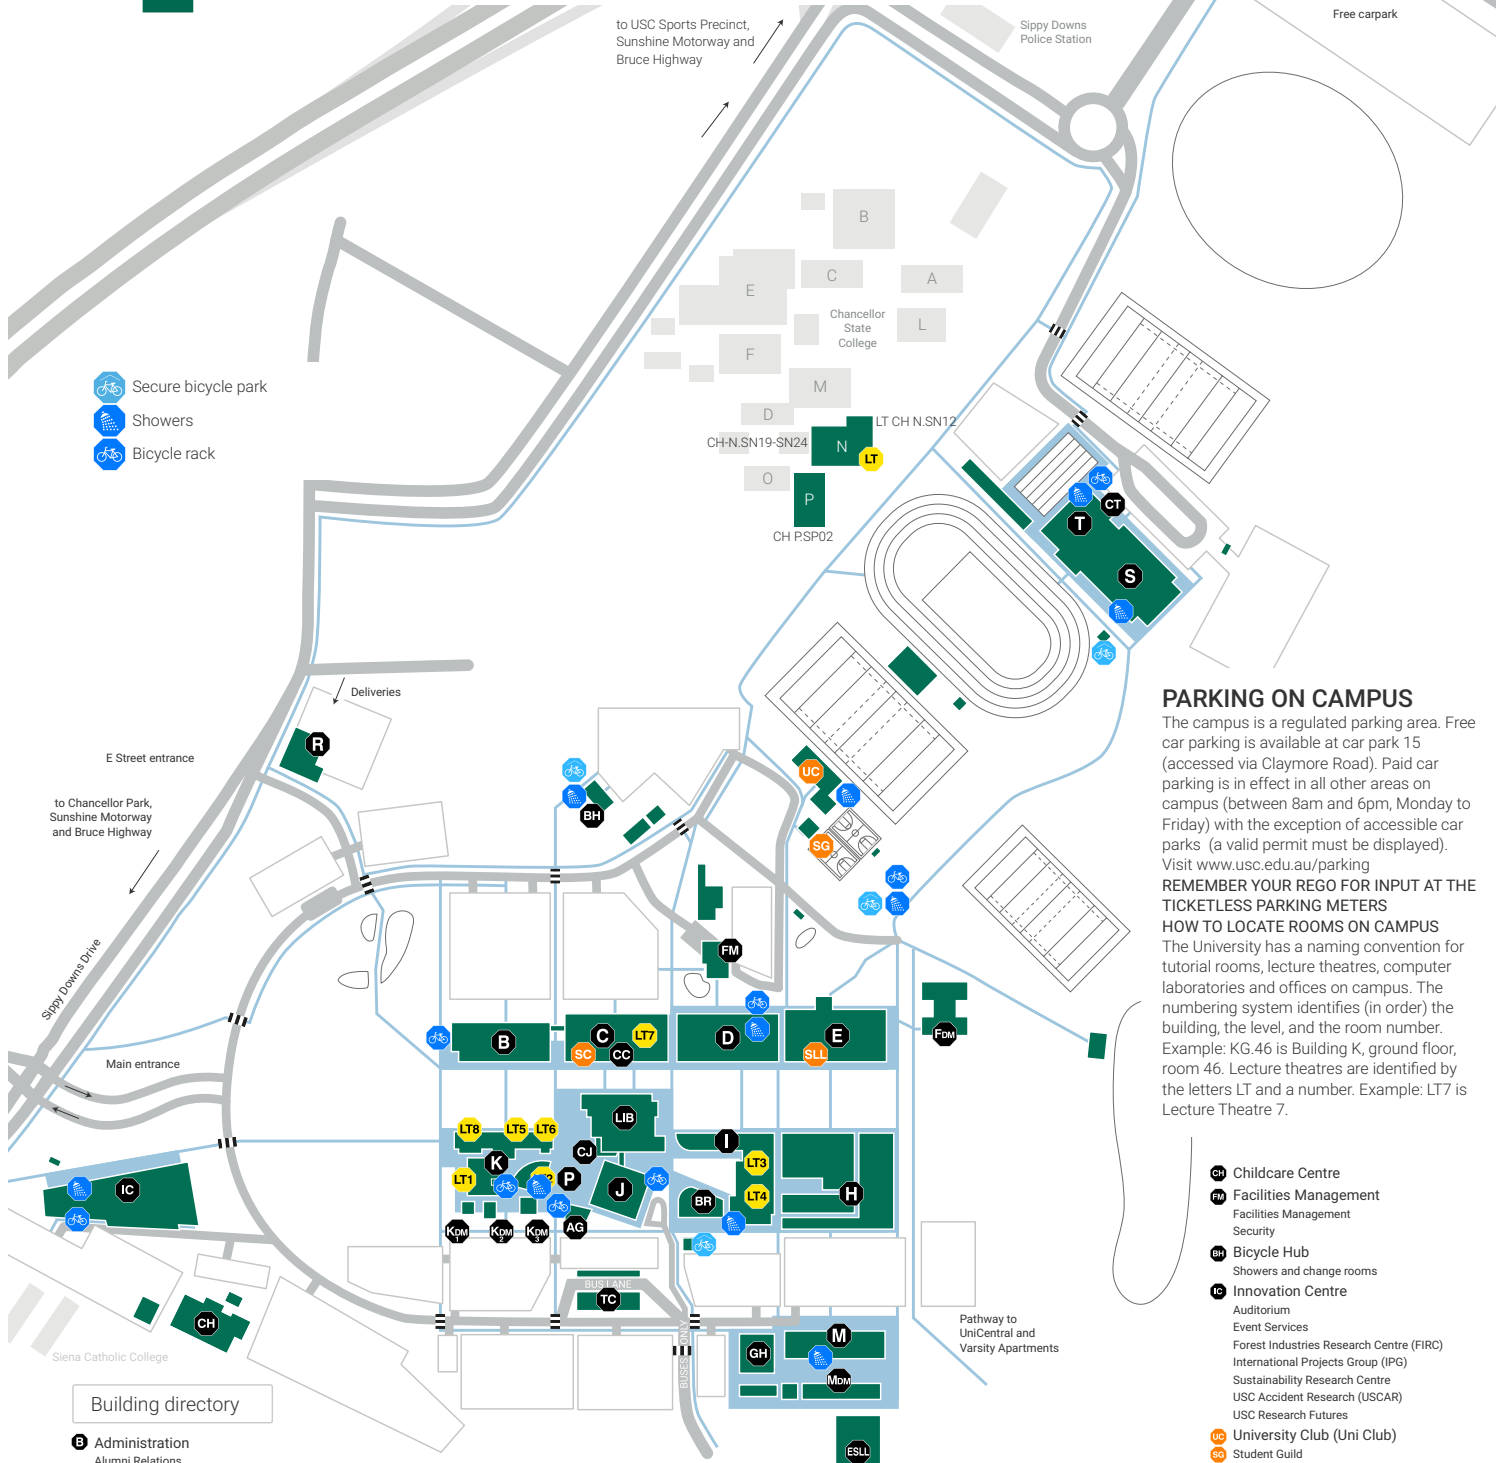 to USC Sports Precinct,
Sunshine Motorway and
Bruce Highway
Sippy Downs
Police Station
Free carpark
B
C
A
E
L
Chancellor
State
College
F
M
D
LT CH N.SN12
CH-N.SN19-SN24
N
LT
O
P
CH P.SP02
Secure bicycle park
Showers
Bicycle rack
CT
T
S
Deliveries
R
E Street entrance
to Chancellor Park,
Sunshine Motorway
and Bruce Highway
Sippy Downs Drive
Main entrance
UC
BH
SG
FM
FDM
B
C
LT7
SC
CC
D
E
SLL
LIB
LT8
LT5
LT6
CJ
I
K
LT3
LT1
P
J
LT4
BR
H
AG
KDM 1
KDM 2
KDM 3
IC
BUS LANE
TC
BUSES ONLY
CH
Siena Catholic College
GH
M
MDM
ESLL
Pathway to
UniCentral and
Varsity Apartments
PARKING ON CAMPUS
The campus is a regulated parking area. Free
car parking is available at car park 15
(accessed via Claymore Road). Paid car
parking is in effect in all other areas on
campus (between 8am and 6pm, Monday to
Friday) with the exception of accessible car
parks (a valid permit must be displayed).
Visit www.usc.edu.au/parking
REMEMBER YOUR REGO FOR INPUT AT THE
TICKETLESS PARKING METERS
HOW TO LOCATE ROOMS ON CAMPUS
The University has a naming convention for
tutorial rooms, lecture theatres, computer
laboratories and offices on campus. The
numbering system identifies (in order) the
building, the level, and the room number.
Example: KG.46 is Building K, ground floor,
room 46. Lecture theatres are identified by
the letters LT and a number. Example: LT7 is
Lecture Theatre 7.
CH Childcare Centre
FM Facilities Management
Facilities Management
Security
BH Bicycle Hub
Showers and change rooms
IC Innovation Centre
Auditorium
Event Services
Forest Industries Research Centre (FIRC)
International Projects Group (IPG)
Sustainability Research Centre
USC Accident Research (USCAR)
USC Research Futures
UC University Club (Uni Club)
SG Student Guild
Building directory
B Administration
Alumni Relations